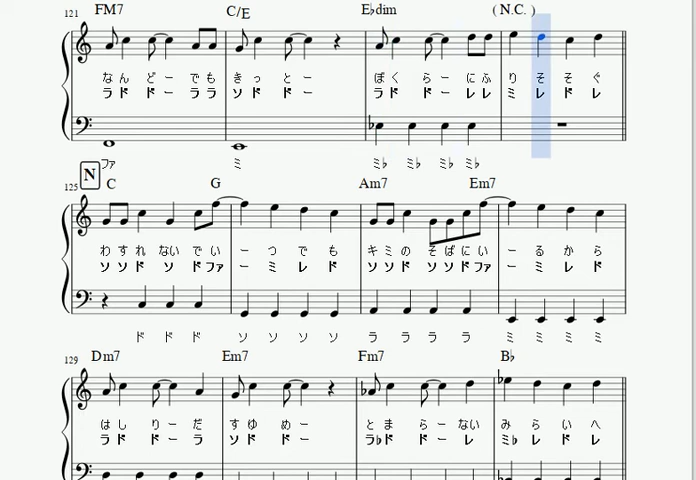 121 FM7 C/E E♭dim ( N.C. )
な ん ど ー で も き っ と ー ぼ く ら ー に ふ り そ そ ぐ
ラ ド ド ー ラ ラ ソ ド ド ー ラ ド ド ー レ レ ミ レ ド レ
ファ ミ ミ♭ ミ♭ ミ♭ ミ♭
N
125 C G Am7 Em7
わ す れ ない で い ー つ で も キ ミ の そ ば に い ー る か ら
ソ ソ ド ソ ド ファ ー ミ レ ド ソ ソ ド ソ ソ ド ファ ー ミ レ ド
ド ド ド ソ ソ ソ ソ ラ ラ ラ ラ ミ ミ ミ ミ
129 Dm7 Em7 Fm7 B♭
は し り ー だ す ゆ め ー と ま ら ー ない み ら い へ
ラ ド ド ー ラ ソ ド ド ー ラ♭ ド ド ー レ ミ♭ レ ド レ